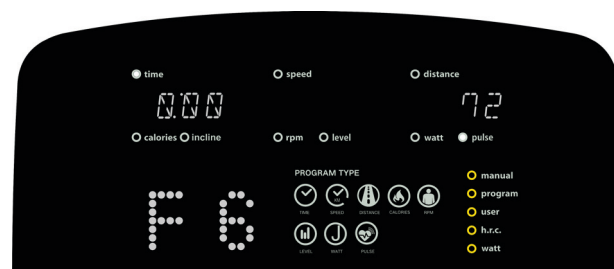 time speed distance
0:00 72
calories incline rpm level watt pulse
PROGRAM TYPE
manual
KM
program
TIME SPEED DISTANCE CALORIES RPM
user
F 6
h.r.c.
LEVEL WATT PULSE
watt